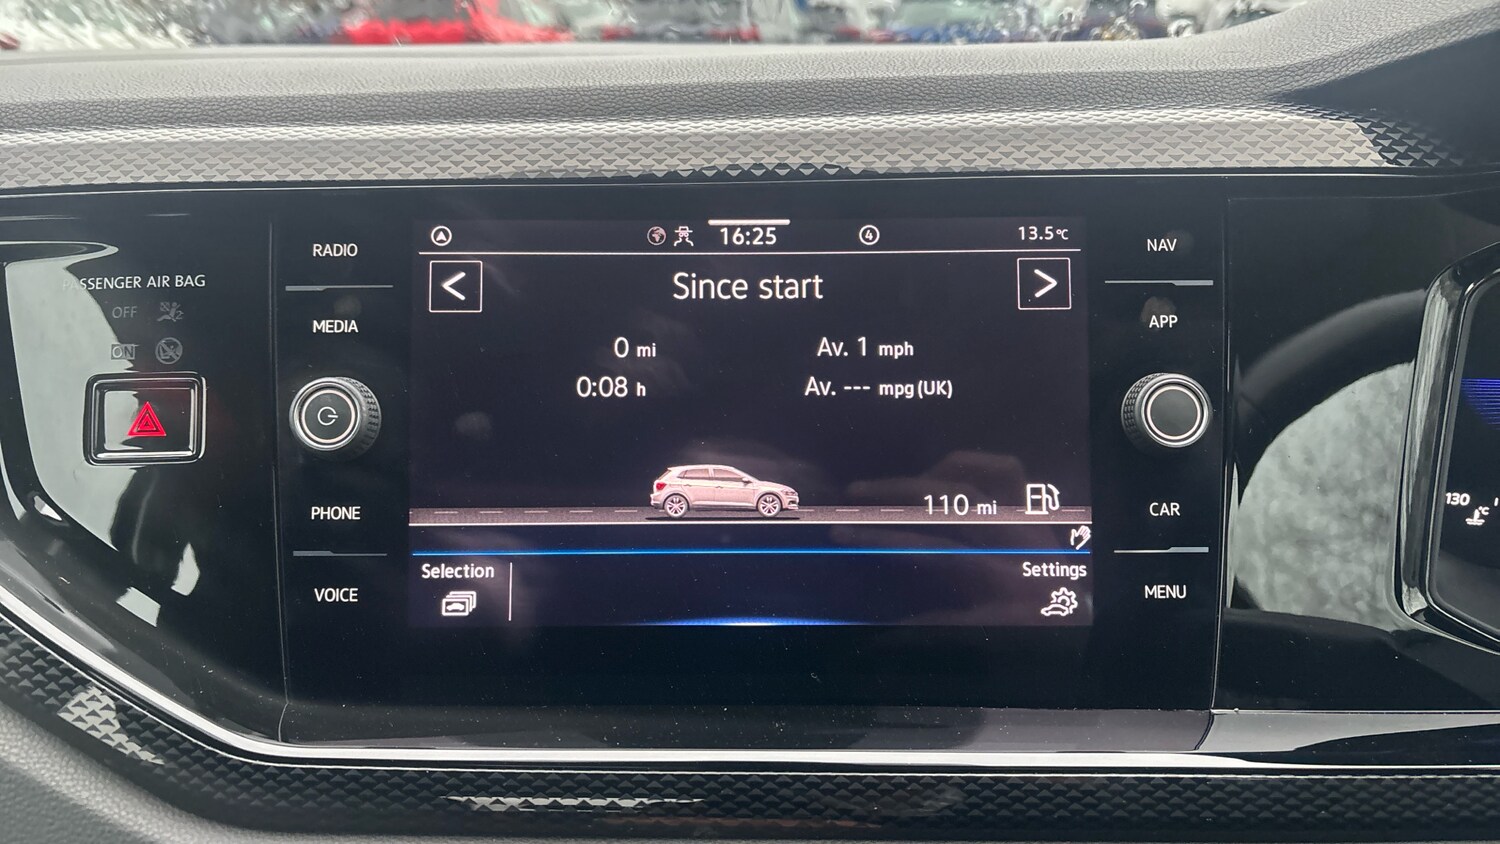 PASSENGER AIR BAG
OFF
ON
RADIO
MEDIA
PHONE
VOICE
16:25
4
13.5°C
<
Since start
>
0 mi
Av. 1 mph
0:08 h
Av. --- mpg (UK)
110 mi
Selection
Settings
NAV
APP
CAR
MENU
130
°C